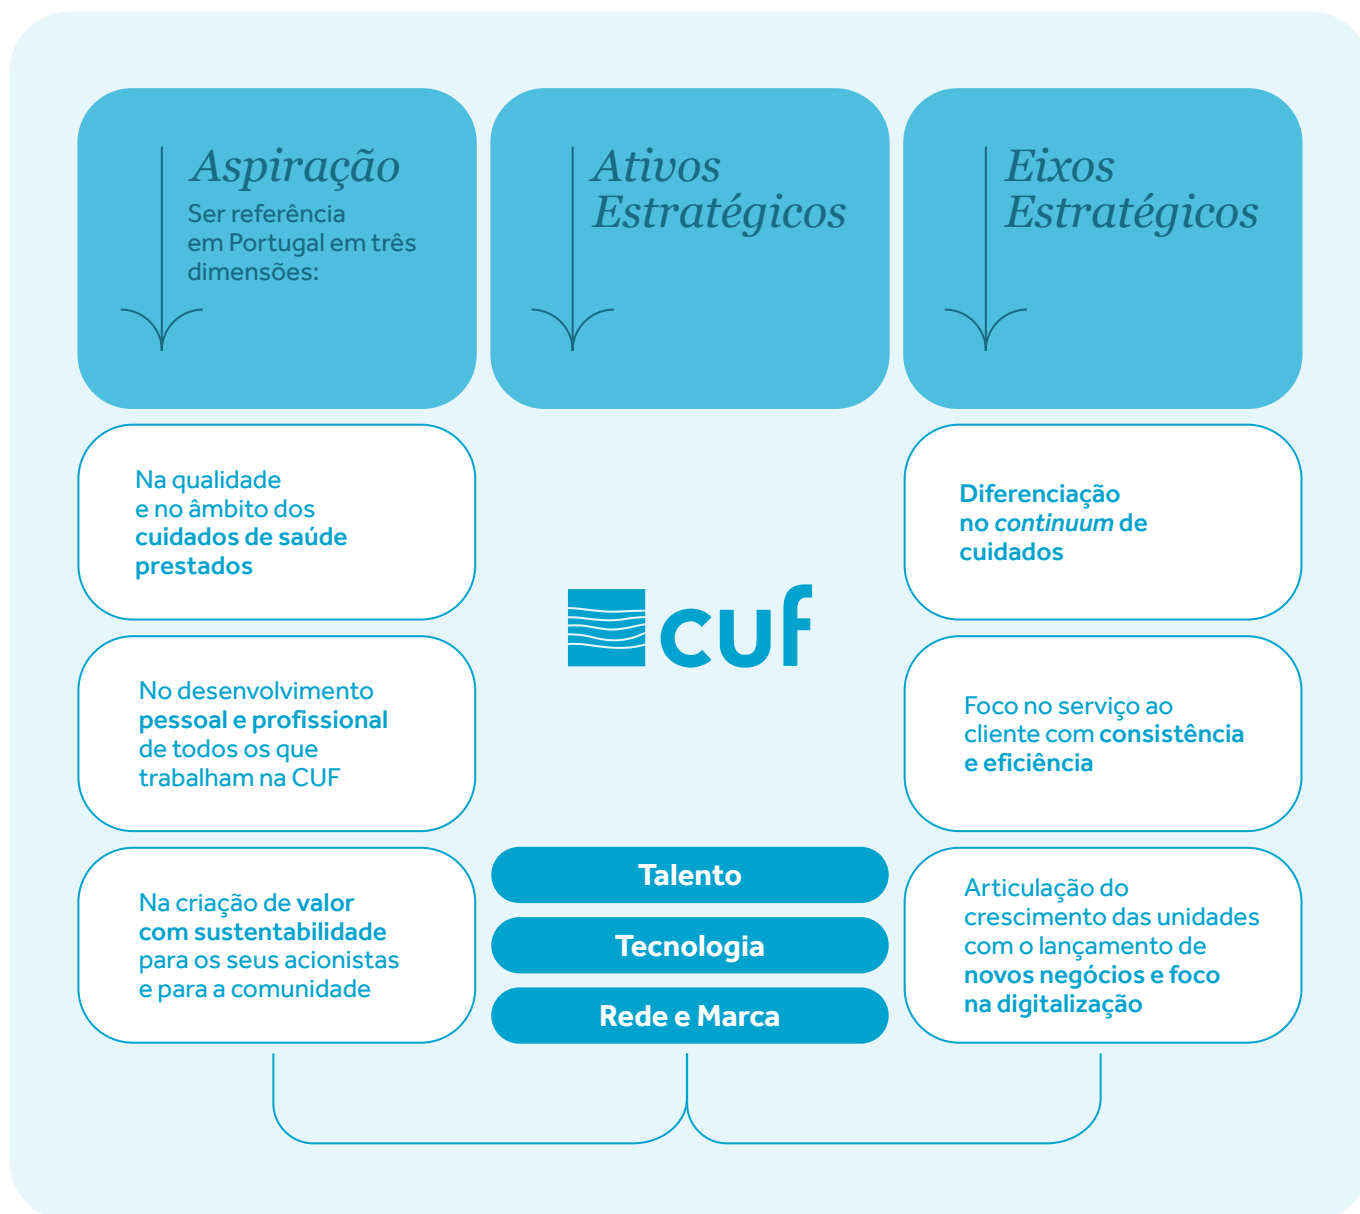 Aspiração
Ser referência
em Portugal em três
dimensões:
Na qualidade
e no âmbito dos
cuidados de saúde
prestados
No desenvolvimento
pessoal e profissional
de todos os que
trabalham na CUF
Na criação de valor
com sustentabilidade
para os seus acionistas
e para a comunidade
Ativos
Estratégicos
cuf
Talento
Tecnologia
Rede e Marca
Eixos
Estratégicos
Diferenciação
no continuum de
cuidados
Foco no serviço ao
cliente com consistência
e eficiência
Articulação do
crescimento das unidades
com o lançamento de
novos negócios e foco
na digitalização